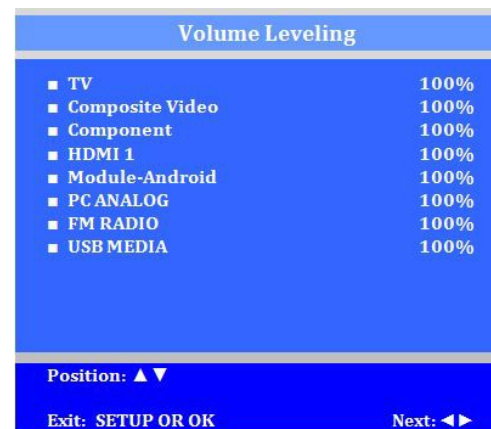 Volume Leveling
■ TV 100%
■ Composite Video 100%
■ Component 100%
■ HDMI 1 100%
■ Module-Android 100%
■ PC ANALOG 100%
■ FM RADIO 100%
■ USB MEDIA 100%
Position: ▲▼
Exit: SETUP OR OK Next: ◄►